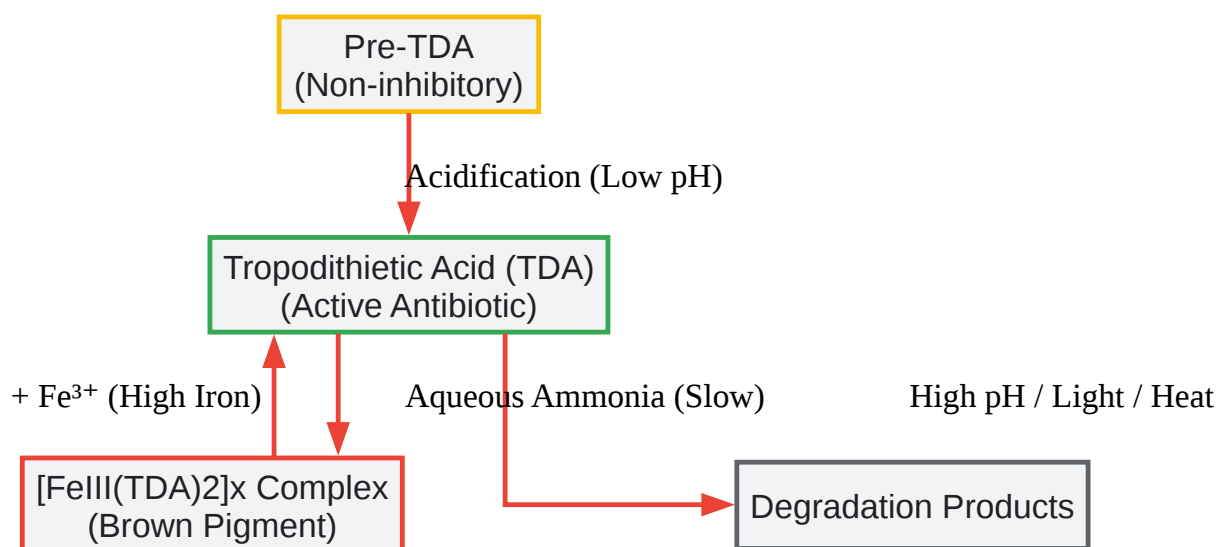 Pre-TDA
(Non-inhibitory)
Acidification (Low pH)
Tropodithietic Acid (TDA)
(Active Antibiotic)
+ Fe³⁺ (High Iron)
Aqueous Ammonia (Slow)
High pH / Light / Heat
[FeIII(TDA)2]x Complex
(Brown Pigment)
Degradation Products